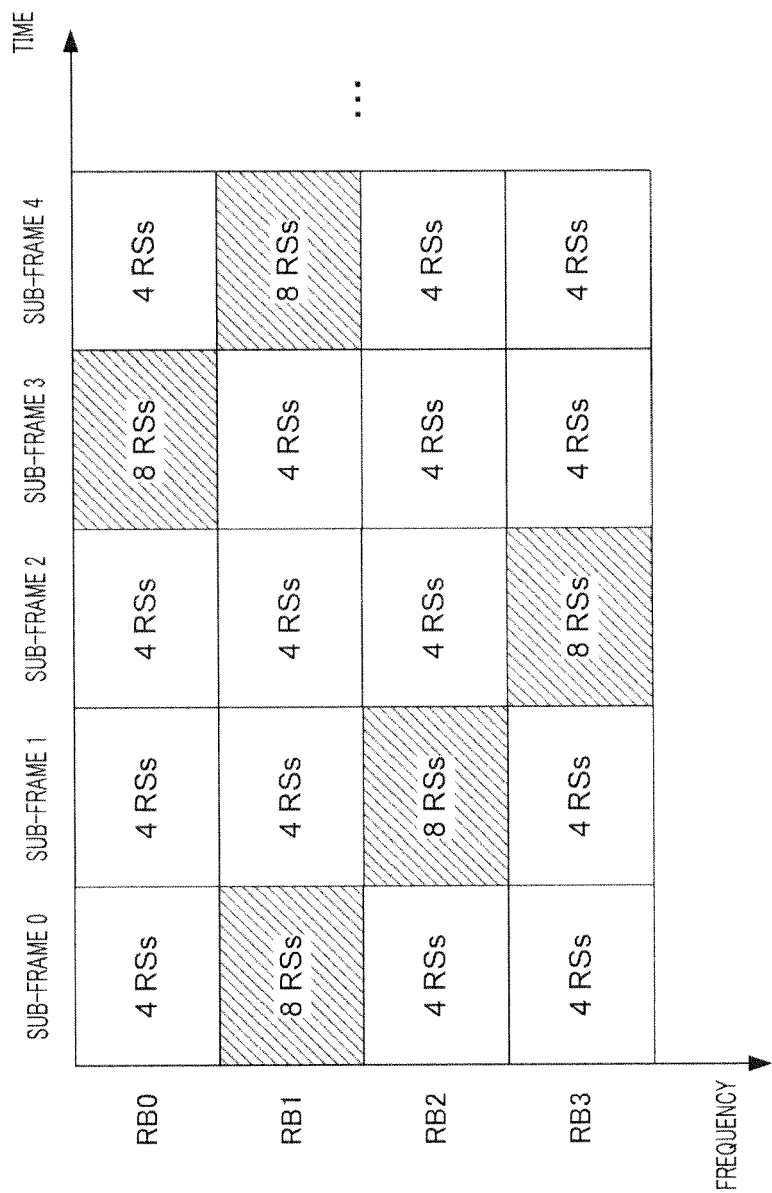 TIME
SUB-FRAME 0 SUB-FRAME 1 SUB-FRAME 2 SUB-FRAME 3 SUB-FRAME 4
RB0 4 RSs 4 RSs 4 RSs 8 RSs 4 RSs
RB1 8 RSs 4 RSs 4 RSs 4 RSs 8 RSs
...
RB2 4 RSs 8 RSs 4 RSs 4 RSs 4 RSs
RB3 4 RSs 4 RSs 8 RSs 4 RSs 4 RSs
FREQUENCY